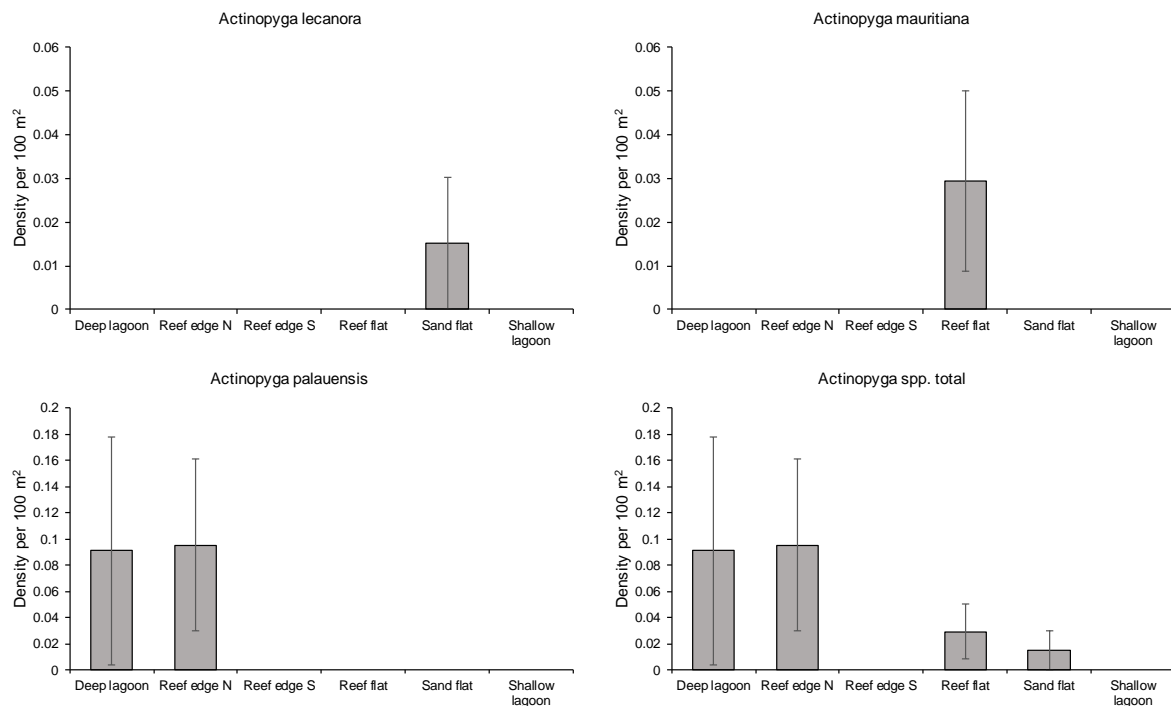 Actinopyga lecanora
Density per 100 m²
0.06
0.05
0.04
0.03
0.02
0.01
0
Deep lagoon Reef edge N Reef edge S Reef flat Sand flat Shallow
lagoon
Actinopyga mauritiana
Density per 100 m²
0.06
0.05
0.04
0.03
0.02
0.01
0
Deep lagoon Reef edge N Reef edge S Reef flat Sand flat Shallow
lagoon
Actinopyga palauensis
Density per 100 m²
0.2
0.18
0.16
0.14
0.12
0.1
0.08
0.06
0.04
0.02
0
Deep lagoon Reef edge N Reef edge S Reef flat Sand flat Shallow
lagoon
Actinopyga spp. total
Density per 100 m²
0.2
0.18
0.16
0.14
0.12
0.1
0.08
0.06
0.04
0.02
0
Deep lagoon Reef edge N Reef edge S Reef flat Sand flat Shallow
lagoon